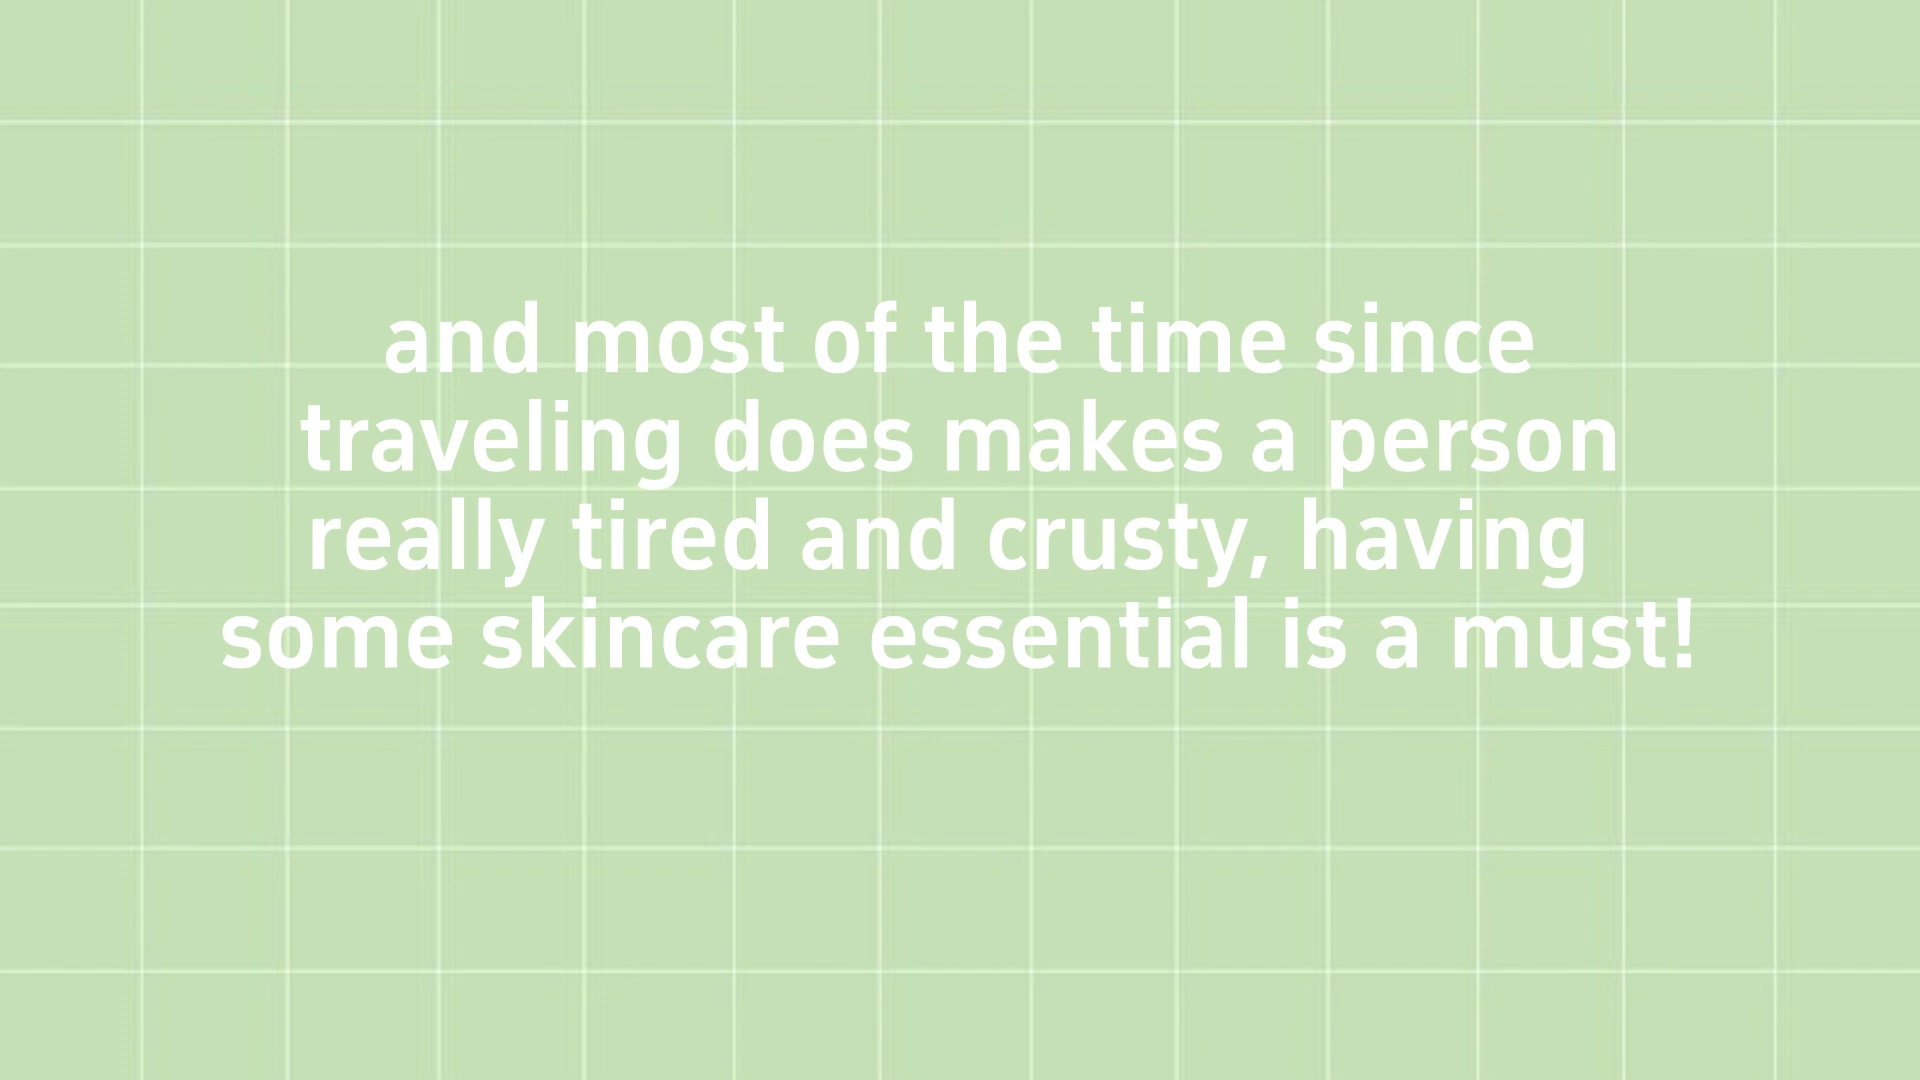 and most of the time since
traveling does makes a person
really tired and crusty, having
some skincare essential is a must!